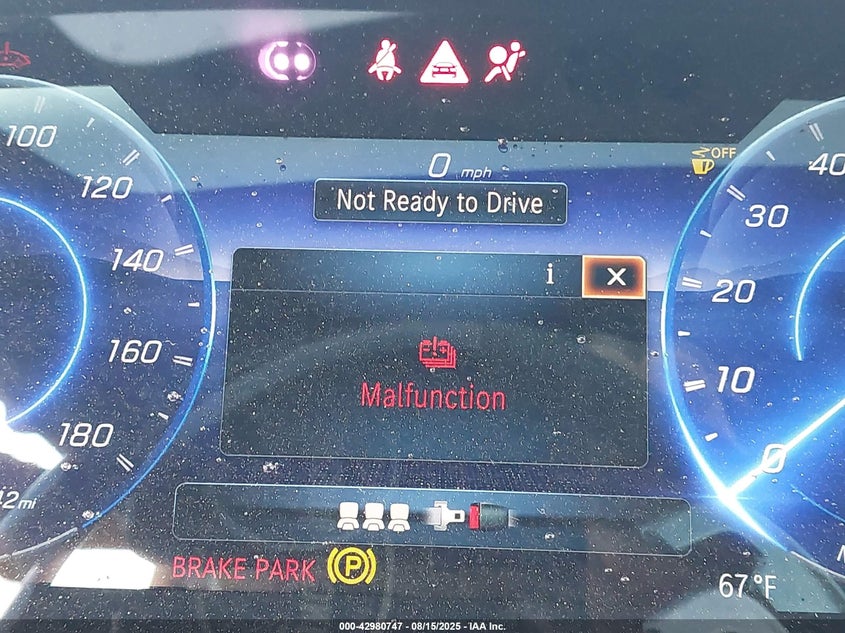 100
120
140
160
180
42mi
0 mph
Not Ready to Drive
i X
Malfunction
OFF
40
30
20
10
0
BRAKE PARK P
67°F
000-42980747 - 08/15/2025 - IAA Inc.